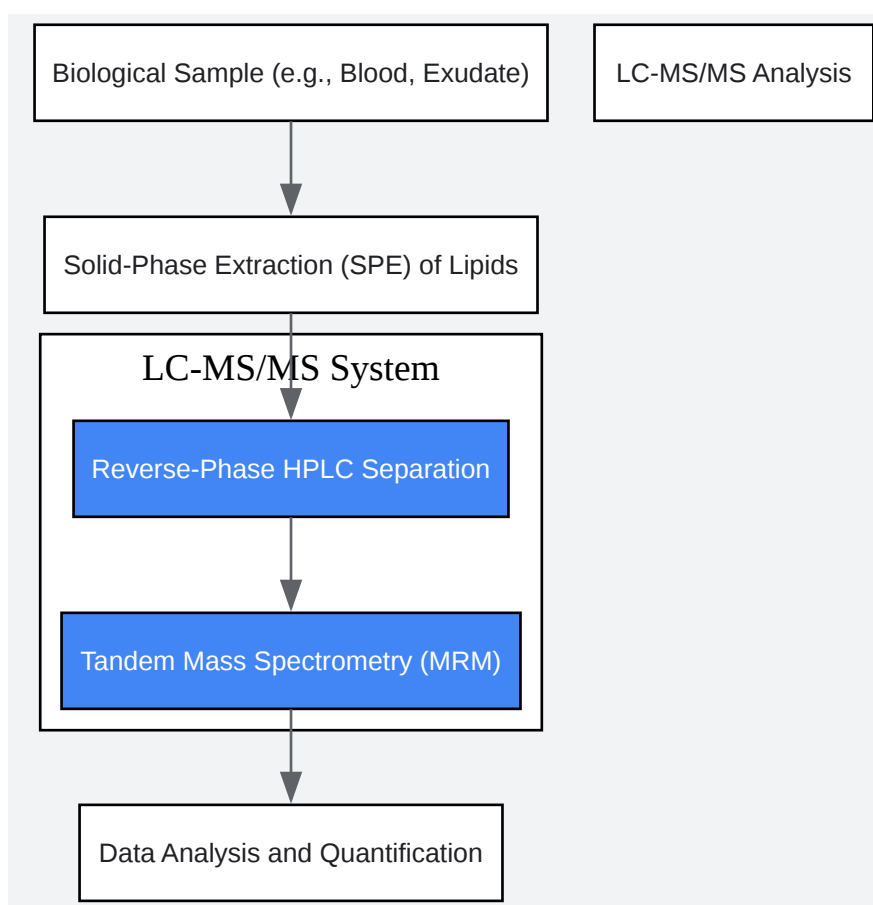 Biological Sample (e.g., Blood, Exudate)
LC-MS/MS Analysis
Solid-Phase Extraction (SPE) of Lipids
LC-MS/MS System
Reverse-Phase HPLC Separation
Tandem Mass Spectrometry (MRM)
Data Analysis and Quantification